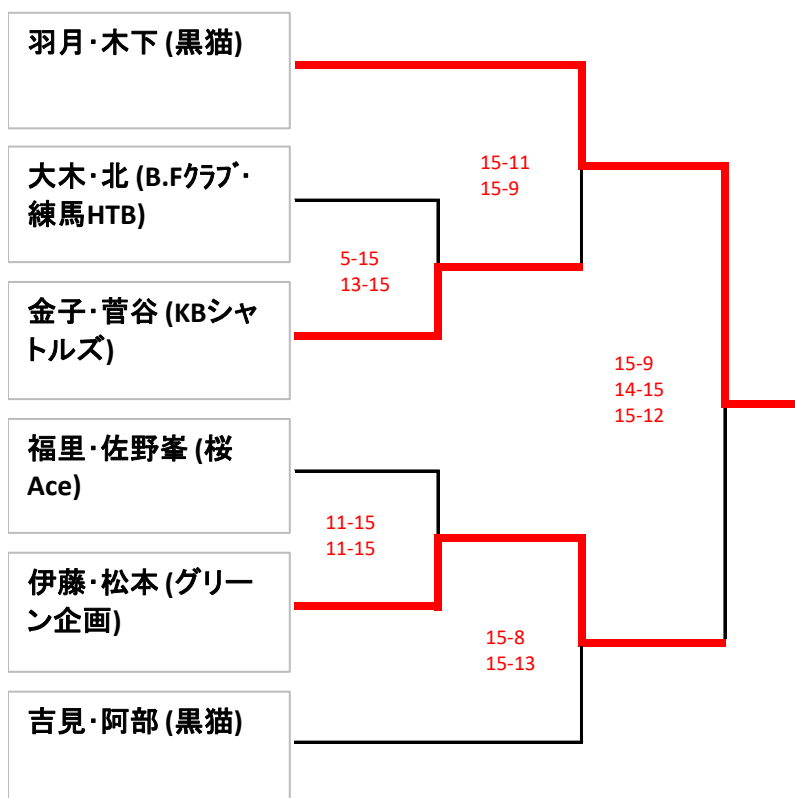 羽月・木下 (黒猫)
大木・北 (B.Fｸﾗﾌﾞ・
練馬HTB)
金子・菅谷 (KBシャ
トルズ)
福里・佐野峯 (桜
Ace)
伊藤・松本 (グリー
ン企画)
吉見・阿部 (黒猫)
5-15
13-15
11-15
11-15
15-11
15-9
15-8
15-13
15-9
14-15
15-12